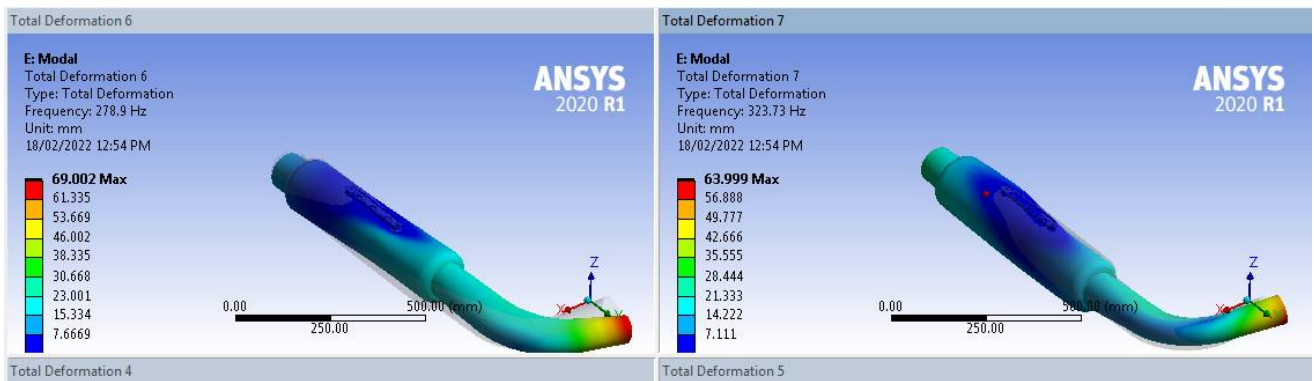 Total Deformation 6
E: Modal
Total Deformation 6
Type: Total Deformation
Frequency: 278.9 Hz
Unit: mm
18/02/2022 12:54 PM
ANSYS
2020 R1
69.002 Max
61.335
53.669
46.002
38.335
30.668
23.001
15.334
7.6669
0.00
500.00 (mm)
250.00
Z
X
Y
Total Deformation 7
E: Modal
Total Deformation 7
Type: Total Deformation
Frequency: 323.73 Hz
Unit: mm
18/02/2022 12:54 PM
ANSYS
2020 R1
63.999 Max
56.888
49.777
42.666
35.555
28.444
21.333
14.222
7.111
0.00
500.00 (mm)
250.00
Z
X
Y
Total Deformation 4
Total Deformation 5